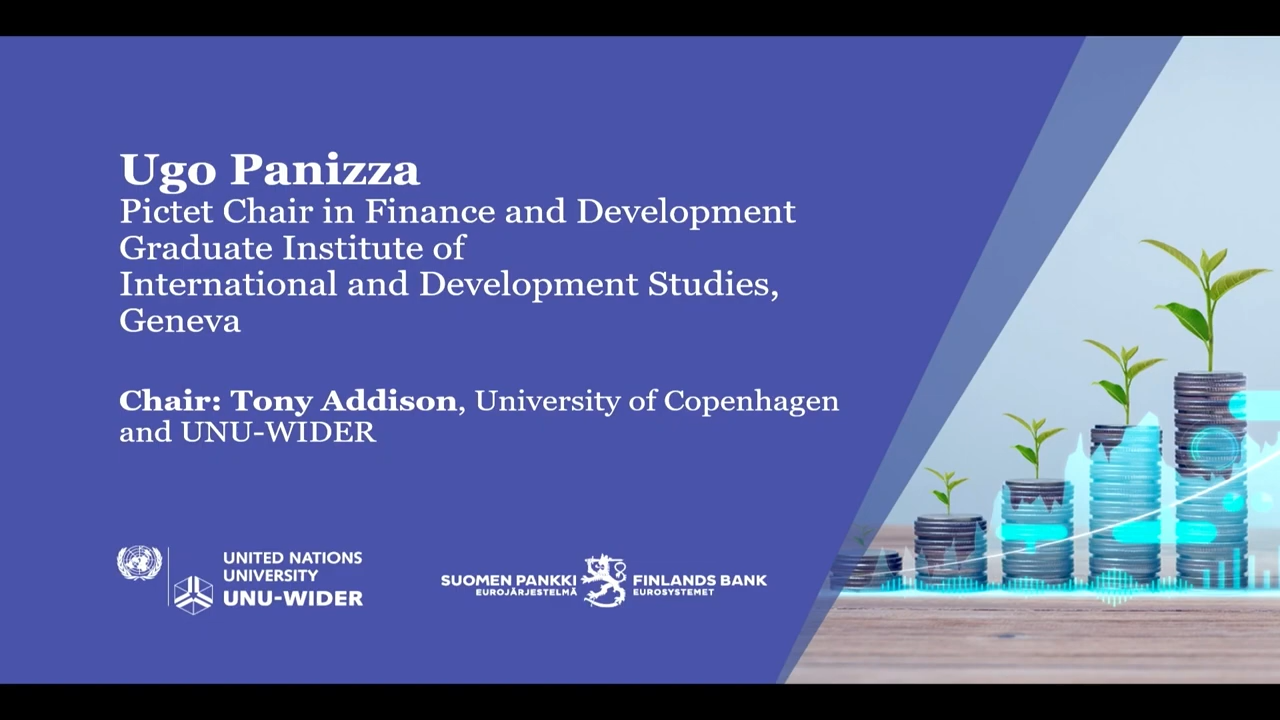 Ugo Panizza
Pictet Chair in Finance and Development
Graduate Institute of
International and Development Studies,
Geneva
Chair: Tony Addison, University of Copenhagen
and UNU-WIDER
UNITED NATIONS
UNIVERSITY
UNU-WIDER
SUOMEN PANKKI
EUROJÄRJESTELMÄ
FINLANDS BANK
EUROSYSTEMET